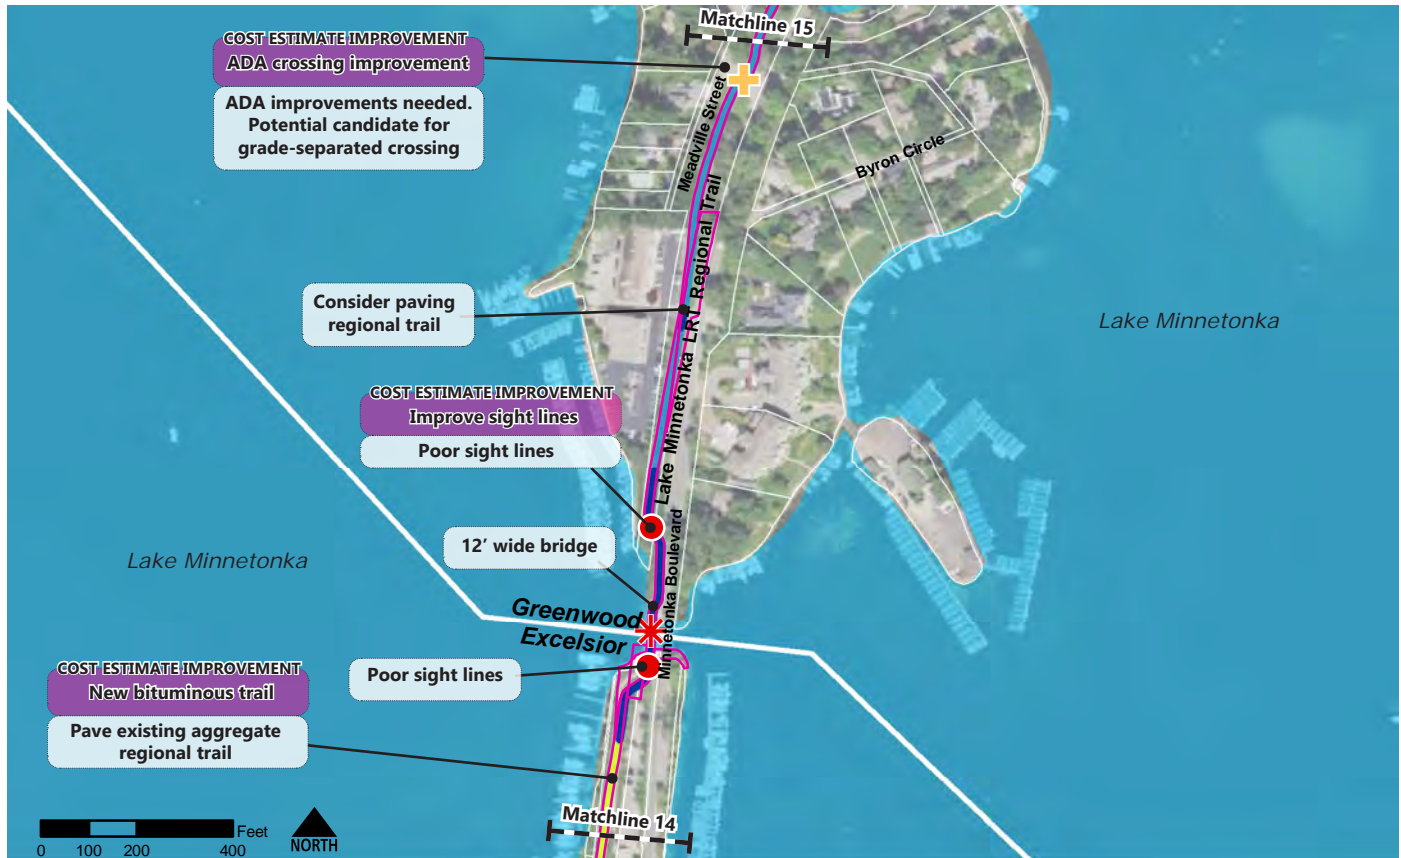 Matchline 15
COST ESTIMATE IMPROVEMENT
ADA crossing improvement
ADA improvements needed.
Potential candidate for
grade-separated crossing
Meadville Street
Byron Circle
Lake Minnetonka LRT Regional Trail
Consider paving
regional trail
Lake Minnetonka
COST ESTIMATE IMPROVEMENT
Improve sight lines
Poor sight lines
12’ wide bridge
Minnetonka Boulevard
Lake Minnetonka
Greenwood
Excelsior
Poor sight lines
COST ESTIMATE IMPROVEMENT
New bituminous trail
Pave existing aggregate
regional trail
Matchline 14
Feet
0 100 200 400
NORTH